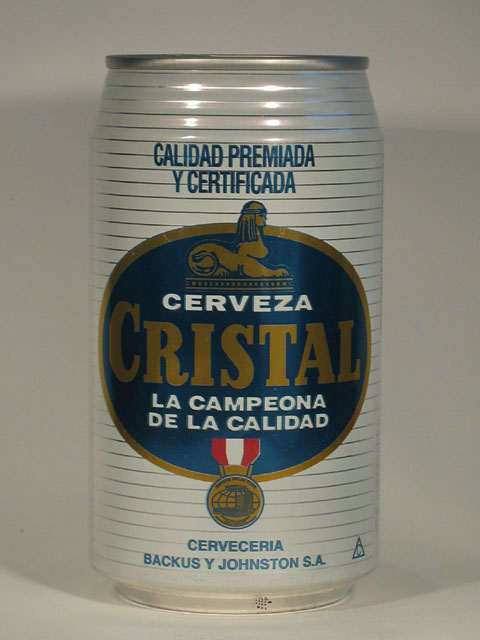 CALIDAD PREMIADA
Y CERTIFICADA
CERVEZA
CRISTAL
LA CAMPEONA
DE LA CALIDAD
CERVECERIA
BACKUS Y JOHNSTON S.A.